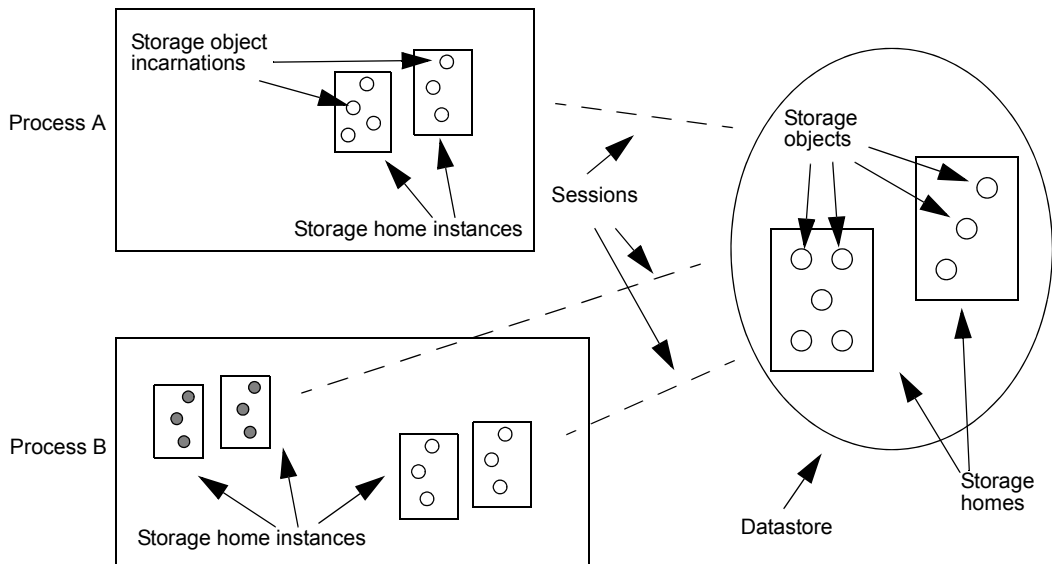 Storage object
incarnations
Process A
Storage home instances
Sessions
Storage
objects
Process B
Storage home instances
Datastore
Storage
homes